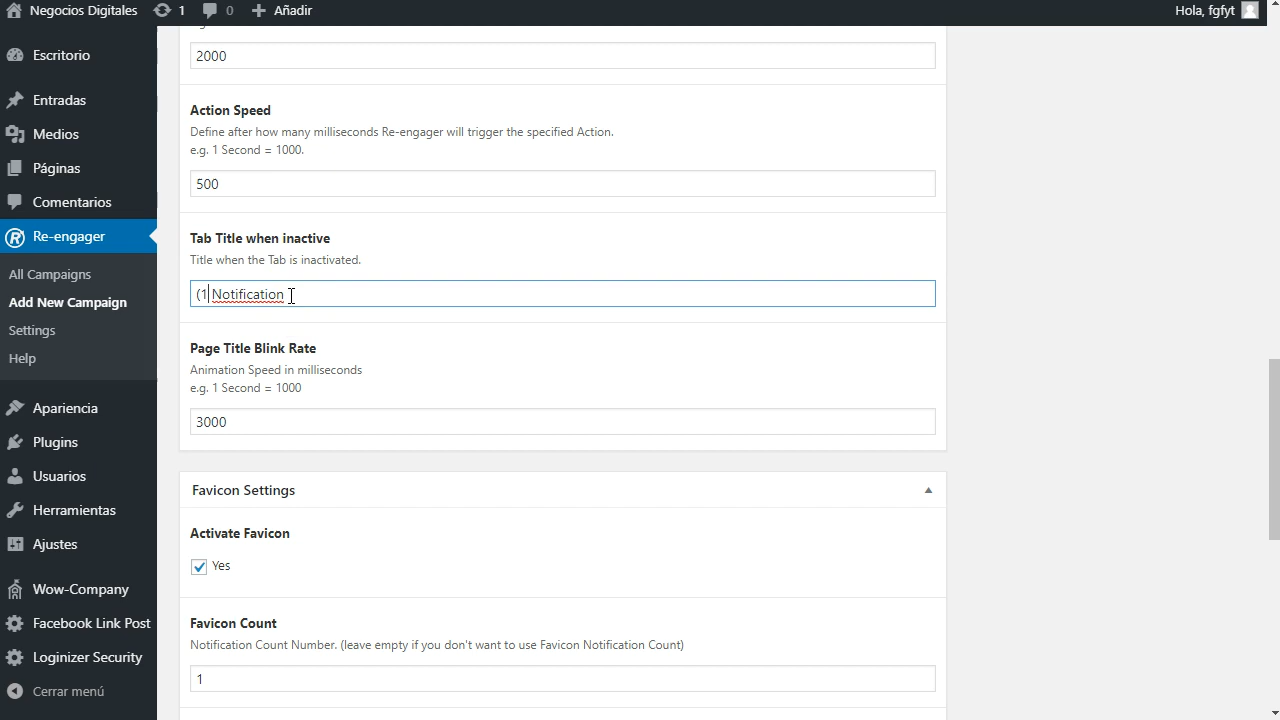 Negocios Digitales 1 0 Añadir Hola, fgfyt
Escritorio
Entradas
Medios
Páginas
Comentarios
Re-engager
All Campaigns
Add New Campaign
Settings
Help
Apariencia
Plugins
Usuarios
Herramientas
Ajustes
Wow-Company
Facebook Link Post
Loginizer Security
Cerrar menú
2000
Action Speed
Define after how many milliseconds Re-engager will trigger the specified Action.
e.g. 1 Second = 1000.
500
Tab Title when inactive
Title when the Tab is inactivated.
(1 Notification
Page Title Blink Rate
Animation Speed in milliseconds
e.g. 1 Second = 1000
3000
Favicon Settings
Activate Favicon
Yes
Favicon Count
Notification Count Number. (leave empty if you don't want to use Favicon Notification Count)
1